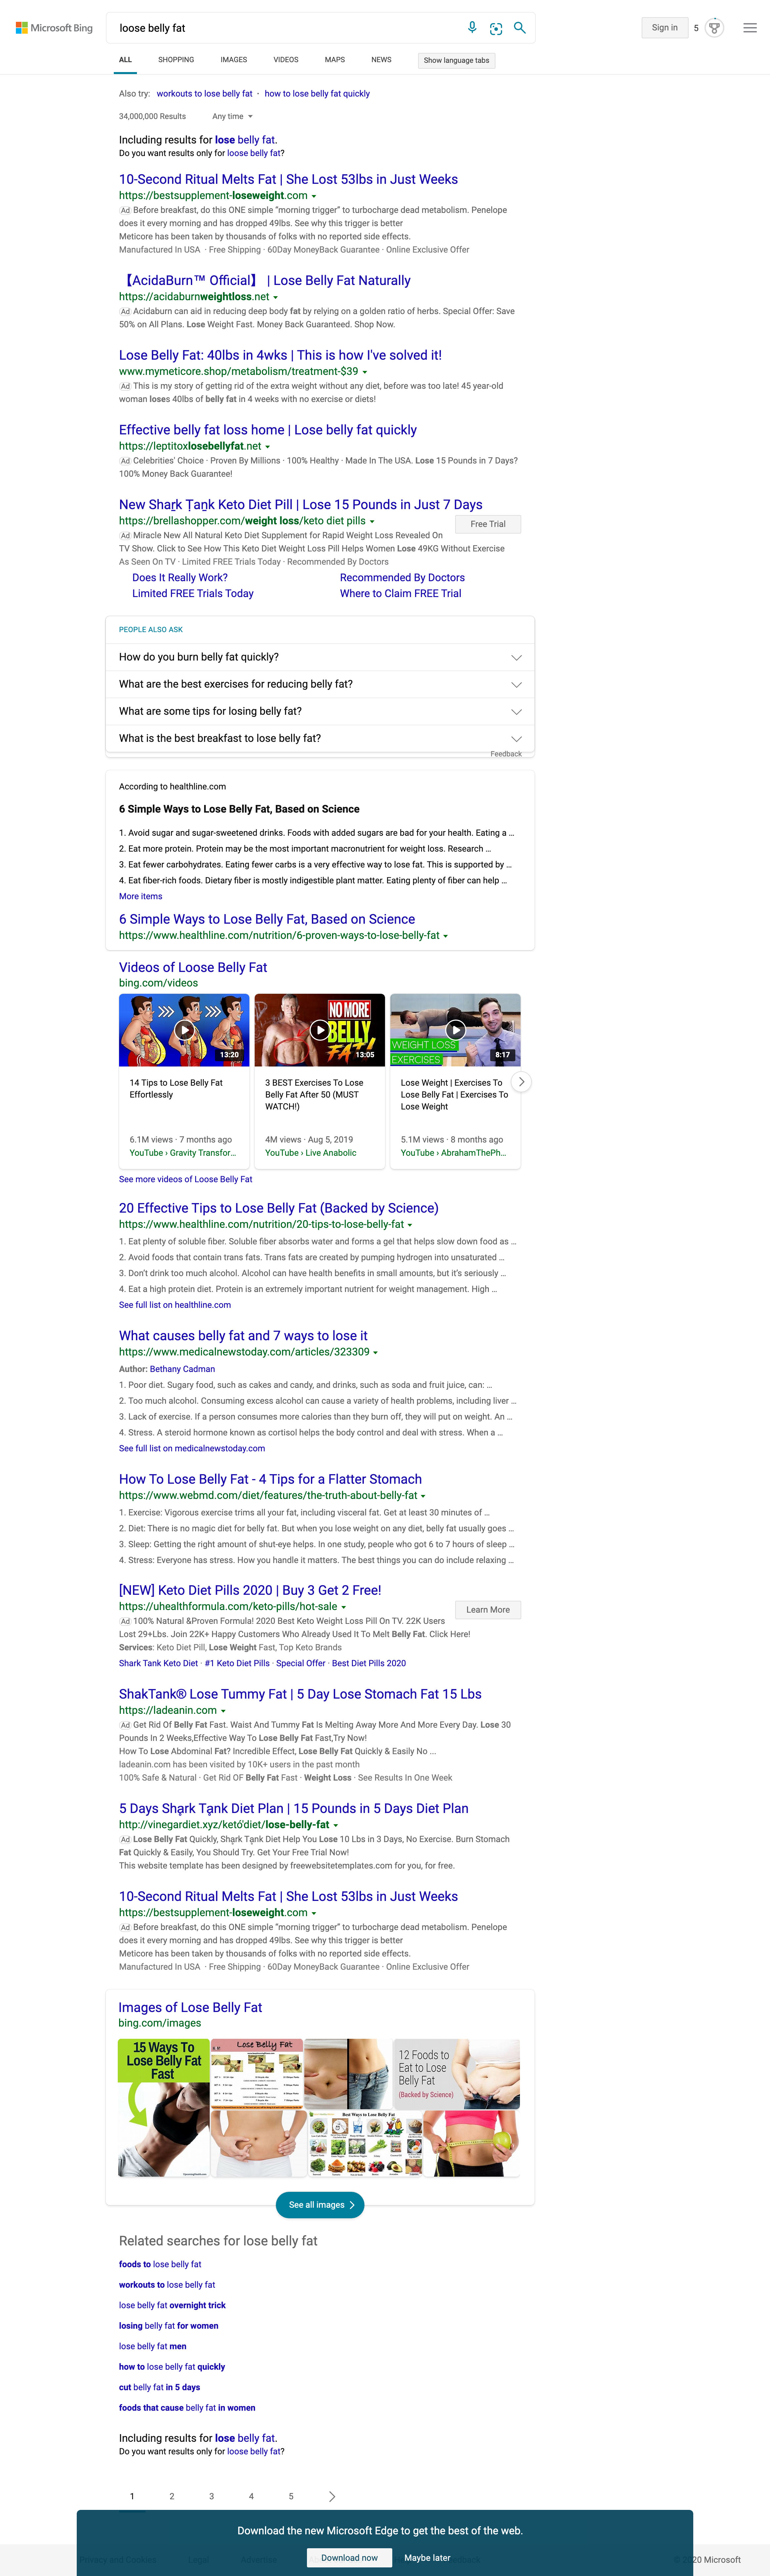 Microsoft Bing
loose belly fat
Sign in
5
ALL
SHOPPING
IMAGES
VIDEOS
MAPS
NEWS
Show language tabs
Also try: workouts to lose belly fat · how to lose belly fat quickly
34,000,000 Results
Any time
Including results for lose belly fat.
Do you want results only for loose belly fat?
10-Second Ritual Melts Fat | She Lost 53lbs in Just Weeks
https://bestsupplement-loseweight.com
Ad Before breakfast, do this ONE simple "morning trigger" to turbocharge dead metabolism. Penelope
does it every morning and has dropped 49lbs. See why this trigger is better
Meticore has been taken by thousands of folks with no reported side effects.
Manufactured In USA · Free Shipping · 60Day MoneyBack Guarantee · Online Exclusive Offer
【AcidaBurn™ Official】 | Lose Belly Fat Naturally
https://acidaburnweightloss.net
Ad Acidaburn can aid in reducing deep body fat by relying on a golden ratio of herbs. Special Offer: Save
50% on All Plans. Lose Weight Fast. Money Back Guaranteed. Shop Now.
Lose Belly Fat: 40lbs in 4wks | This is how I've solved it!
www.mymeticore.shop/metabolism/treatment-$39
Ad This is my story of getting rid of the extra weight without any diet, before was too late! 45 year-old
woman loses 40lbs of belly fat in 4 weeks with no exercise or diets!
Effective belly fat loss home | Lose belly fat quickly
https://leptitoxlosebellyfat.net
Ad Celebrities' Choice · Proven By Millions · 100% Healthy · Made In The USA. Lose 15 Pounds in 7 Days?
100% Money Back Guarantee!
New Shaṛk Ṭaṉk Keto Diet Pill | Lose 15 Pounds in Just 7 Days
https://brellashopper.com/weight loss/keto diet pills
Free Trial
Ad Miracle New All Natural Keto Diet Supplement for Rapid Weight Loss Revealed On
TV Show. Click to See How This Keto Diet Weight Loss Pill Helps Women Lose 49KG Without Exercise
As Seen On TV · Limited FREE Trials Today · Recommended By Doctors
Does It Really Work?
Recommended By Doctors
Limited FREE Trials Today
Where to Claim FREE Trial
PEOPLE ALSO ASK
How do you burn belly fat quickly?
What are the best exercises for reducing belly fat?
What are some tips for losing belly fat?
What is the best breakfast to lose belly fat?
Feedback
According to healthline.com
6 Simple Ways to Lose Belly Fat, Based on Science
1. Avoid sugar and sugar-sweetened drinks. Foods with added sugars are bad for your health. Eating a ...
2. Eat more protein. Protein may be the most important macronutrient for weight loss. Research ...
3. Eat fewer carbohydrates. Eating fewer carbs is a very effective way to lose fat. This is supported by ...
4. Eat fiber-rich foods. Dietary fiber is mostly indigestible plant matter. Eating plenty of fiber can help ...
More items
6 Simple Ways to Lose Belly Fat, Based on Science
https://www.healthline.com/nutrition/6-proven-ways-to-lose-belly-fat
Videos of Loose Belly Fat
bing.com/videos
13:20
NO MORE
BELLY
FAT!
13:05
WEIGHT LOSS
EXERCISES
8:17
14 Tips to Lose Belly Fat
Effortlessly
6.1M views · 7 months ago
YouTube › Gravity Transfor...
3 BEST Exercises To Lose
Belly Fat After 50 (MUST
WATCH!)
4M views · Aug 5, 2019
YouTube › Live Anabolic
Lose Weight | Exercises To
Lose Belly Fat | Exercises To
Lose Weight
5.1M views · 8 months ago
YouTube › AbrahamThePh...
See more videos of Loose Belly Fat
20 Effective Tips to Lose Belly Fat (Backed by Science)
https://www.healthline.com/nutrition/20-tips-to-lose-belly-fat
1. Eat plenty of soluble fiber. Soluble fiber absorbs water and forms a gel that helps slow down food as ...
2. Avoid foods that contain trans fats. Trans fats are created by pumping hydrogen into unsaturated ...
3. Don't drink too much alcohol. Alcohol can have health benefits in small amounts, but it's seriously ...
4. Eat a high protein diet. Protein is an extremely important nutrient for weight management. High ...
See full list on healthline.com
What causes belly fat and 7 ways to lose it
https://www.medicalnewstoday.com/articles/323309
Author: Bethany Cadman
1. Poor diet. Sugary food, such as cakes and candy, and drinks, such as soda and fruit juice, can: ...
2. Too much alcohol. Consuming excess alcohol can cause a variety of health problems, including liver ...
3. Lack of exercise. If a person consumes more calories than they burn off, they will put on weight. An ...
4. Stress. A steroid hormone known as cortisol helps the body control and deal with stress. When a ...
See full list on medicalnewstoday.com
How To Lose Belly Fat - 4 Tips for a Flatter Stomach
https://www.webmd.com/diet/features/the-truth-about-belly-fat
1. Exercise: Vigorous exercise trims all your fat, including visceral fat. Get at least 30 minutes of ...
2. Diet: There is no magic diet for belly fat. But when you lose weight on any diet, belly fat usually goes ...
3. Sleep: Getting the right amount of shut-eye helps. In one study, people who got 6 to 7 hours of sleep ...
4. Stress: Everyone has stress. How you handle it matters. The best things you can do include relaxing ...
[NEW] Keto Diet Pills 2020 | Buy 3 Get 2 Free!
https://uhealthformula.com/keto-pills/hot-sale
Learn More
Ad 100% Natural &Proven Formula! 2020 Best Keto Weight Loss Pill On TV. 22K Users
Lost 29+Lbs. Join 22K+ Happy Customers Who Already Used It To Melt Belly Fat. Click Here!
Services: Keto Diet Pill, Lose Weight Fast, Top Keto Brands
Shark Tank Keto Diet · #1 Keto Diet Pills · Special Offer · Best Diet Pills 2020
ShakTank® Lose Tummy Fat | 5 Day Lose Stomach Fat 15 Lbs
https://ladeanin.com
Ad Get Rid Of Belly Fat Fast. Waist And Tummy Fat Is Melting Away More And More Every Day. Lose 30
Pounds In 2 Weeks,Effective Way To Lose Belly Fat Fast,Try Now!
How To Lose Abdominal Fat? Incredible Effect, Lose Belly Fat Quickly & Easily No ...
ladeanin.com has been visited by 10K+ users in the past month
100% Safe & Natural · Get Rid OF Belly Fat Fast · Weight Loss · See Results In One Week
5 Days Shạrk Tạnk Diet Plan | 15 Pounds in 5 Days Diet Plan
http://vinegardiet.xyz/ketó'diet/lose-belly-fat
Ad Lose Belly Fat Quickly, Shạrk Tạnk Diet Help You Lose 10 Lbs in 3 Days, No Exercise. Burn Stomach
Fat Quickly & Easily, You Should Try. Get Your Free Trial Now!
This website template has been designed by freewebsitetemplates.com for you, for free.
10-Second Ritual Melts Fat | She Lost 53lbs in Just Weeks
https://bestsupplement-loseweight.com
Ad Before breakfast, do this ONE simple "morning trigger" to turbocharge dead metabolism. Penelope
does it every morning and has dropped 49lbs. See why this trigger is better
Meticore has been taken by thousands of folks with no reported side effects.
Manufactured In USA · Free Shipping · 60Day MoneyBack Guarantee · Online Exclusive Offer
Images of Lose Belly Fat
bing.com/images
15 Ways To
Lose Belly Fat
Fast
Lose Belly Fat
12 Foods to
Eat to Lose
Belly Fat
(Backed by Science)
Best Ways to Lose Belly Fat
See all images
Related searches for lose belly fat
foods to lose belly fat
workouts to lose belly fat
lose belly fat overnight trick
losing belly fat for women
lose belly fat men
how to lose belly fat quickly
cut belly fat in 5 days
foods that cause belly fat in women
Including results for lose belly fat.
Do you want results only for loose belly fat?
1
2
3
4
5
Download the new Microsoft Edge to get the best of the web.
Download now
Maybe later
20 Microsoft